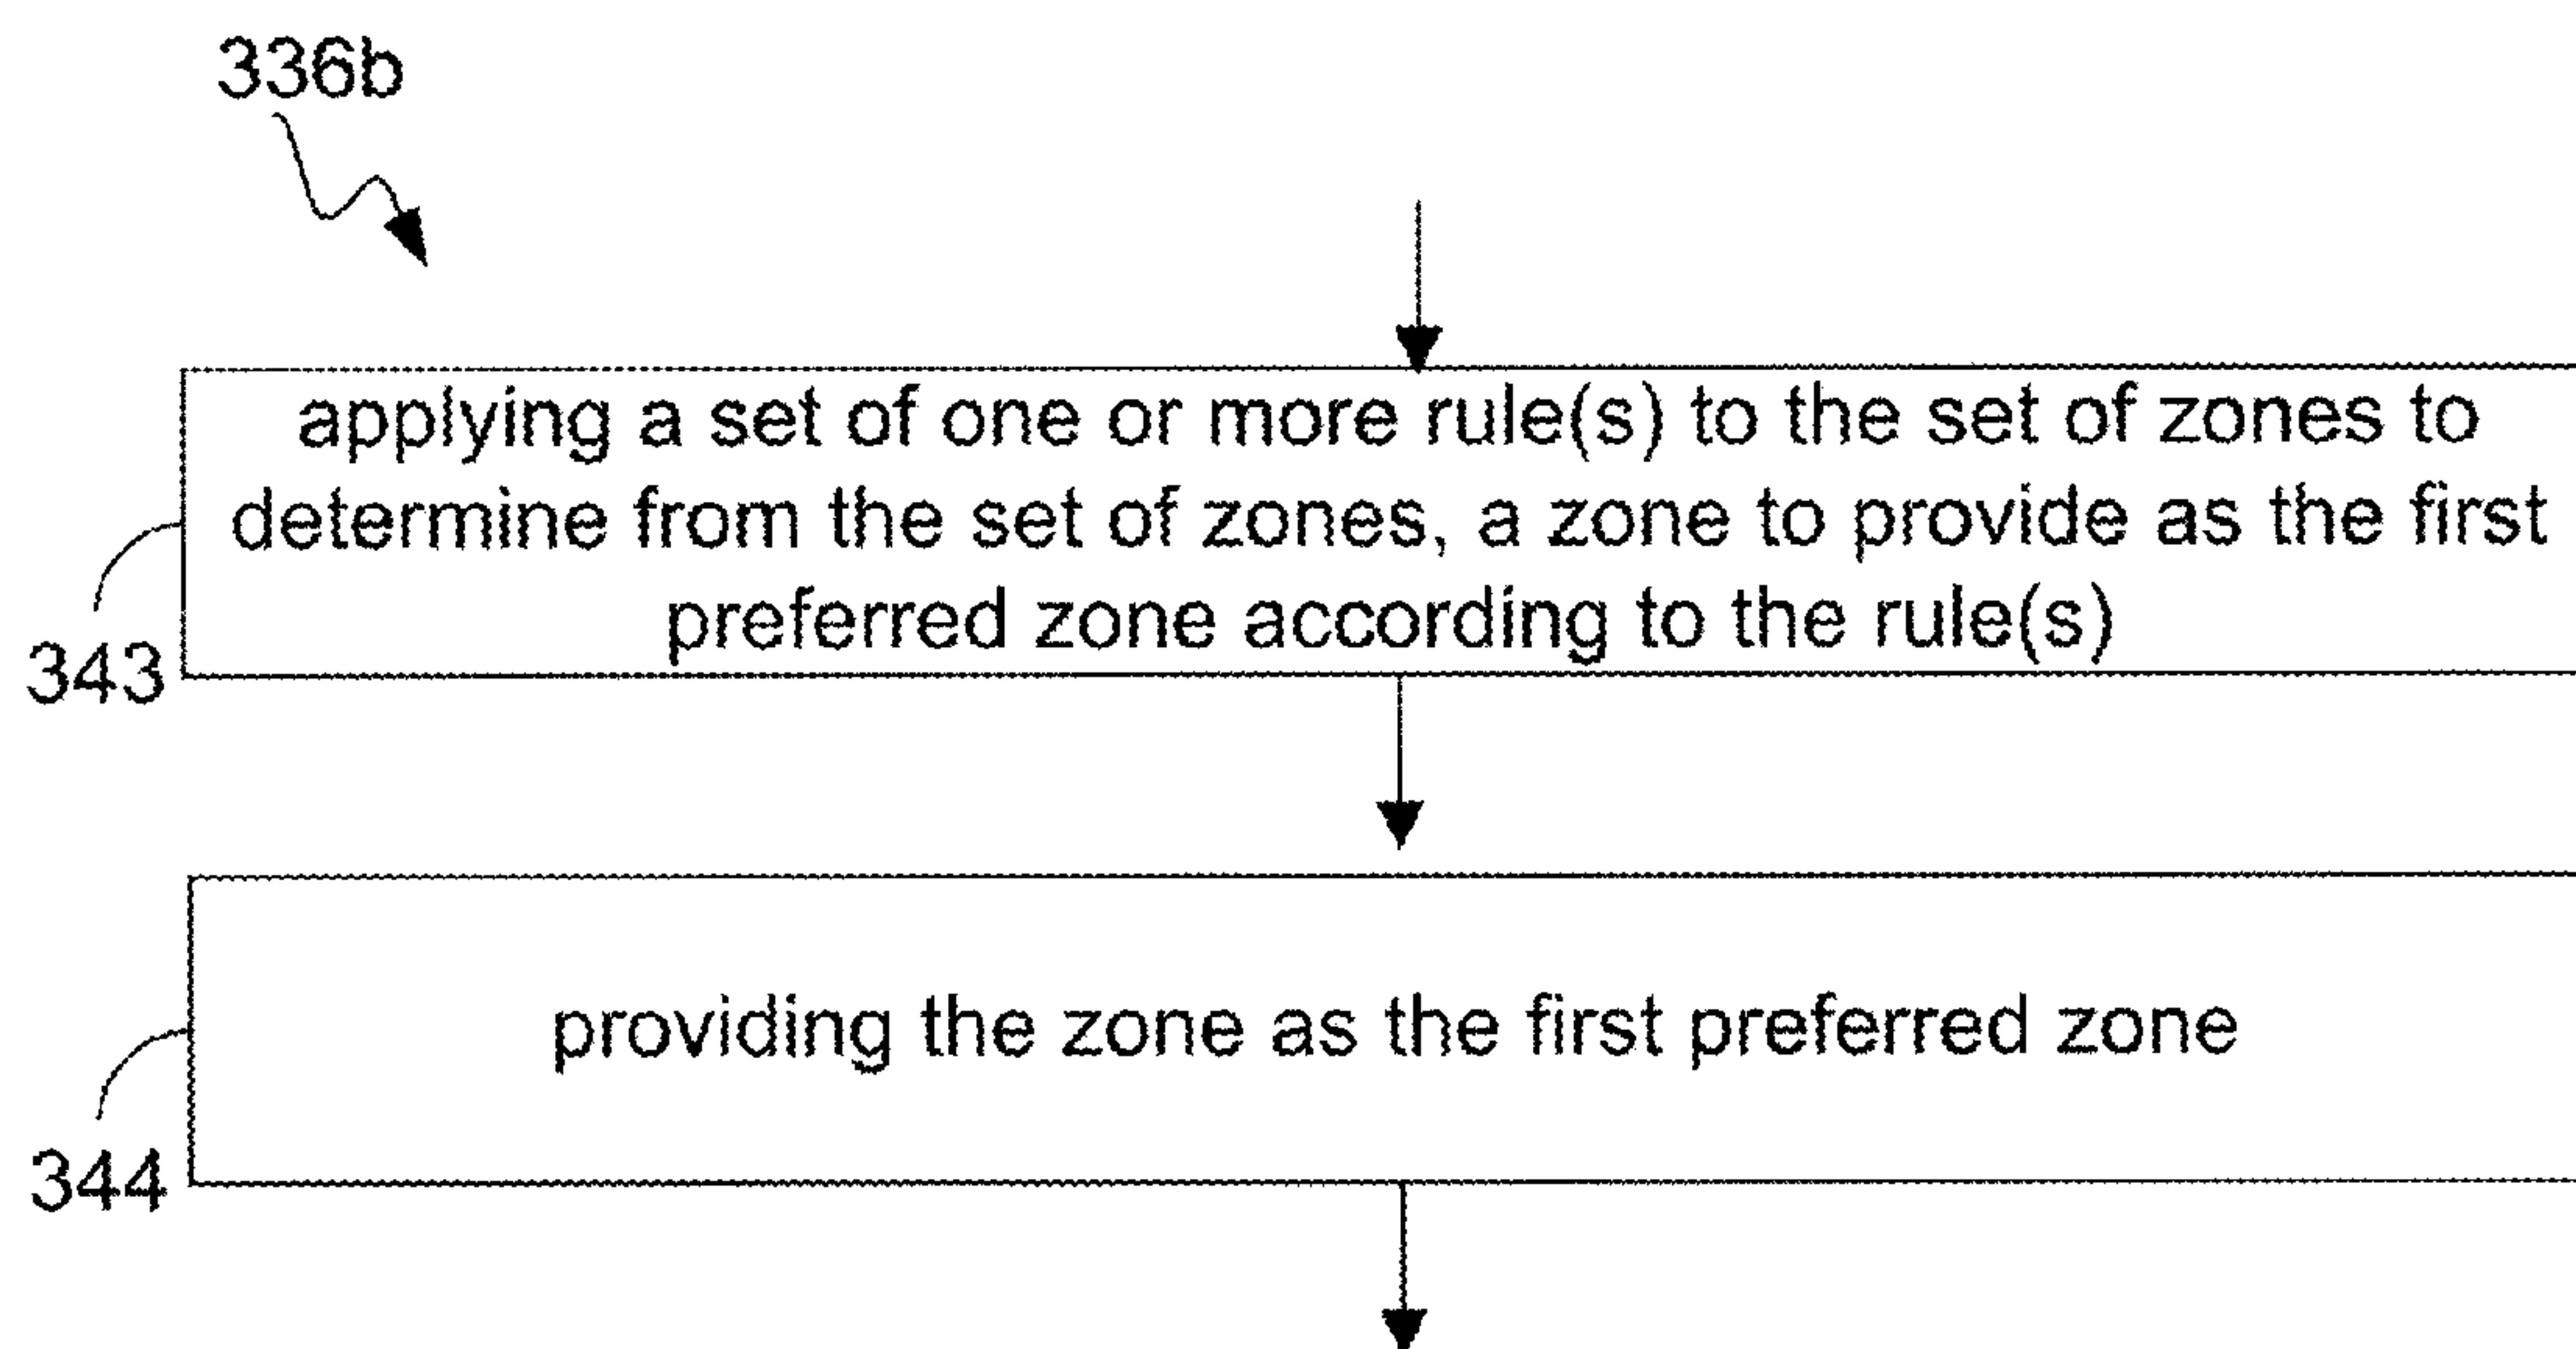 336b
applying a set of one or more rule(s) to the set of zones to
determine from the set of zones, a zone to provide as the first
preferred zone according to the rule(s)
343
providing the zone as the first preferred zone
344